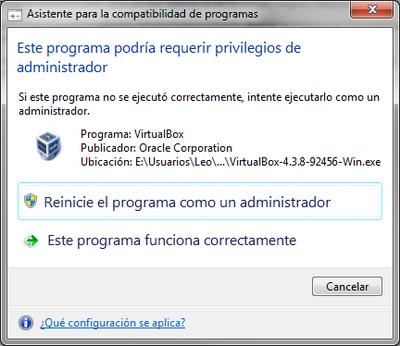 Asistente para la compatibilidad de programas
Este programa podría requerir privilegios de
administrador
Si este programa no se ejecutó correctamente, intente ejecutarlo como un
administrador.
Programa: VirtualBox
Publicador: Oracle Corporation
Ubicación: E:\Usuarios\Leo\...\VirtualBox-4.3.8-92456-Win.exe
Reinicie el programa como un administrador
Este programa funciona correctamente
Cancelar
¿Qué configuración se aplica?